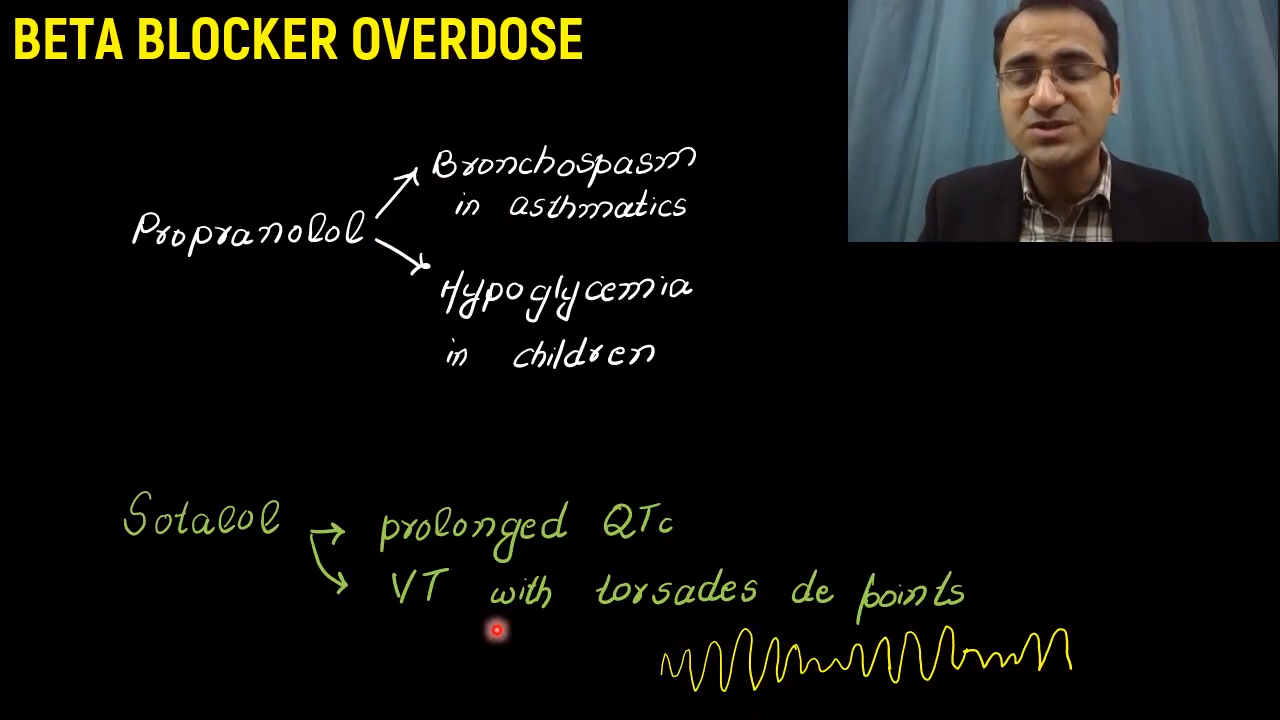 BETA BLOCKER OVERDOSE
Bronchospasm
in asthmatics
Propranolol
Hypoglycemia
in children
Sotalol
prolonged QTc
VT with torsades de points